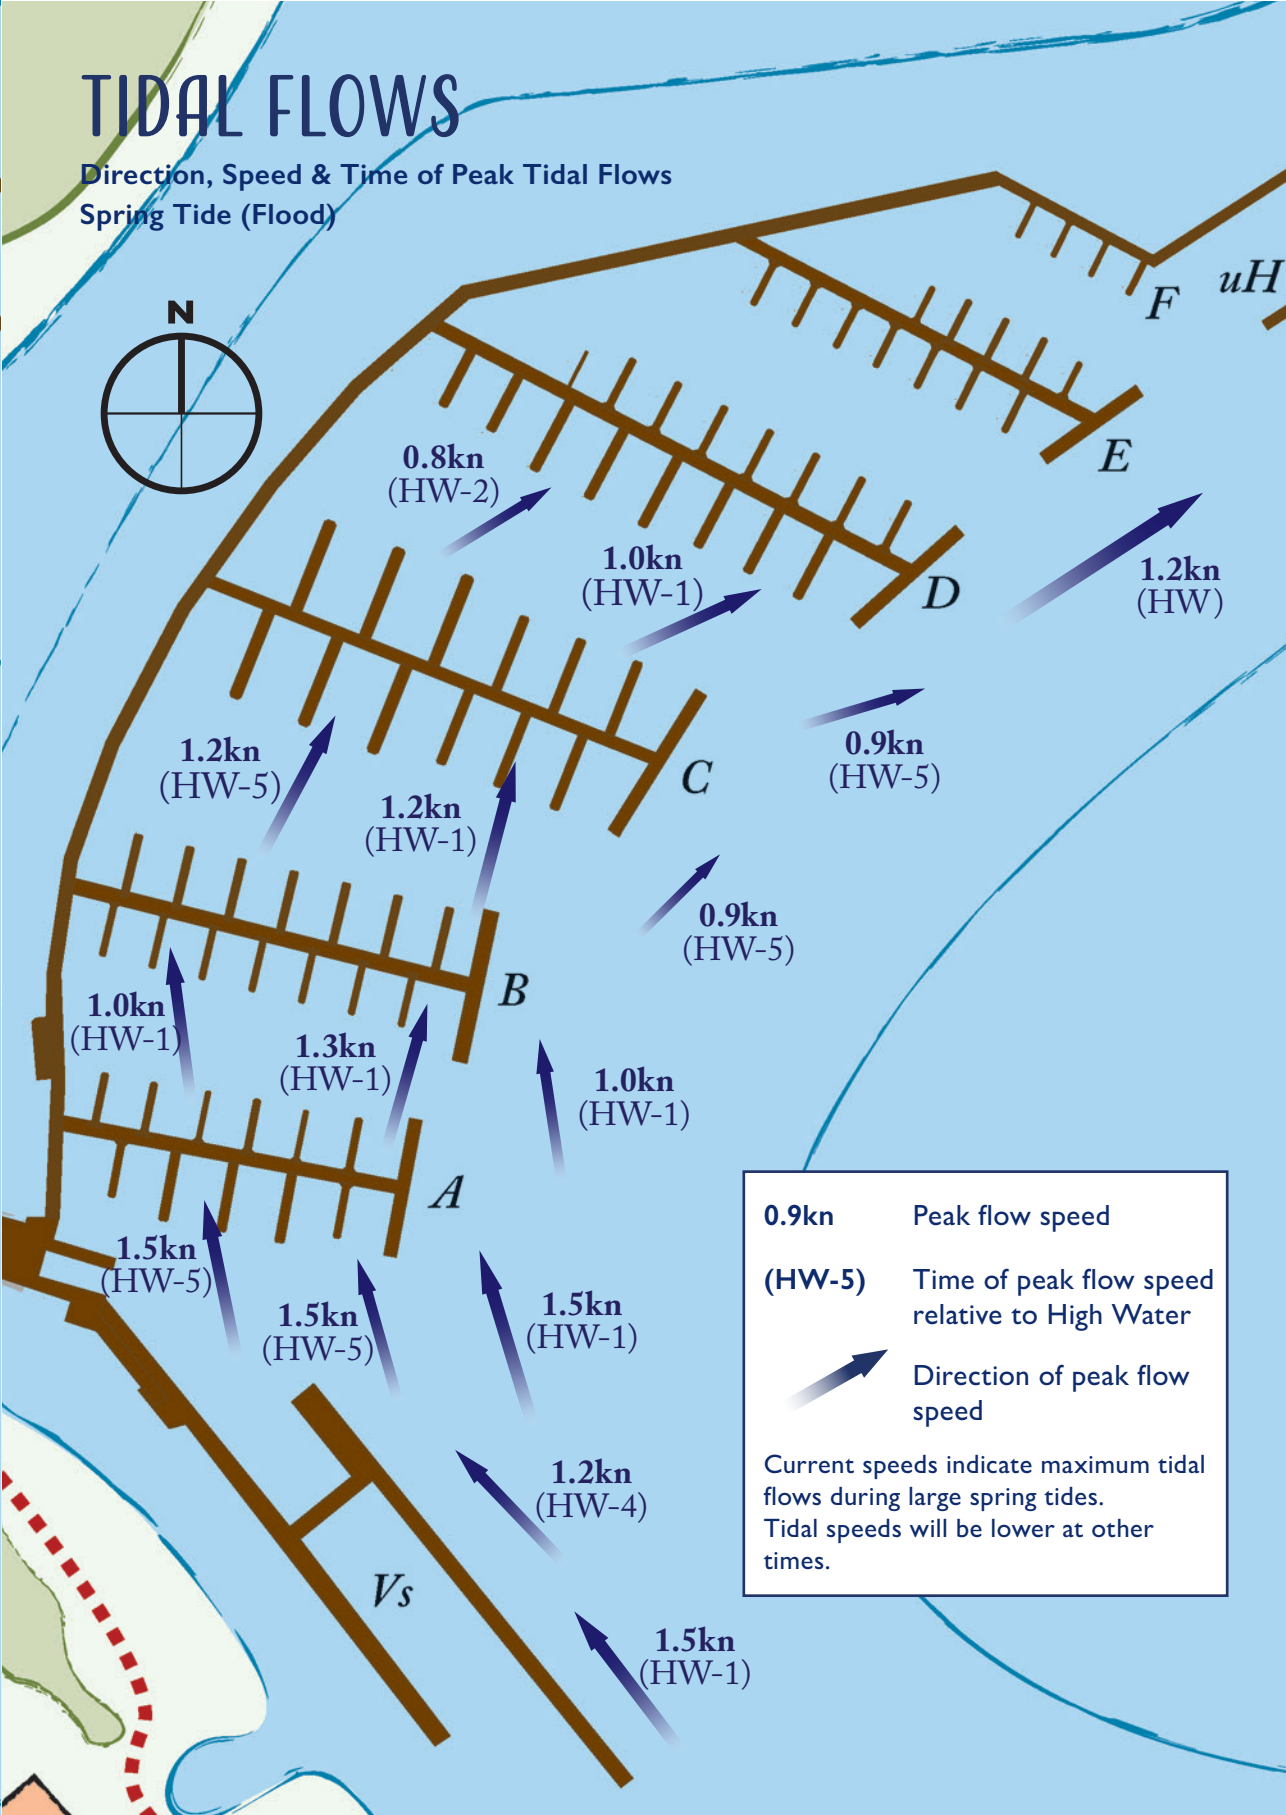 TIDAL FLOWS
Direction, Speed & Time of Peak Tidal Flows
Spring Tide (Flood)
N
F
uH
E
0.8kn
(HW-2)
1.0kn
(HW-1)
D
1.2kn
(HW)
1.2kn
(HW-5)
1.2kn
(HW-1)
C
0.9kn
(HW-5)
0.9kn
(HW-5)
B
1.0kn
(HW-1)
1.3kn
(HW-1)
1.0kn
(HW-1)
A
1.5kn
(HW-5)
1.5kn
(HW-5)
1.5kn
(HW-1)
1.2kn
(HW-4)
Vs
1.5kn
(HW-1)
0.9kn Peak flow speed
(HW-5) Time of peak flow speed
relative to High Water
Direction of peak flow
speed
Current speeds indicate maximum tidal
flows during large spring tides.
Tidal speeds will be lower at other
times.